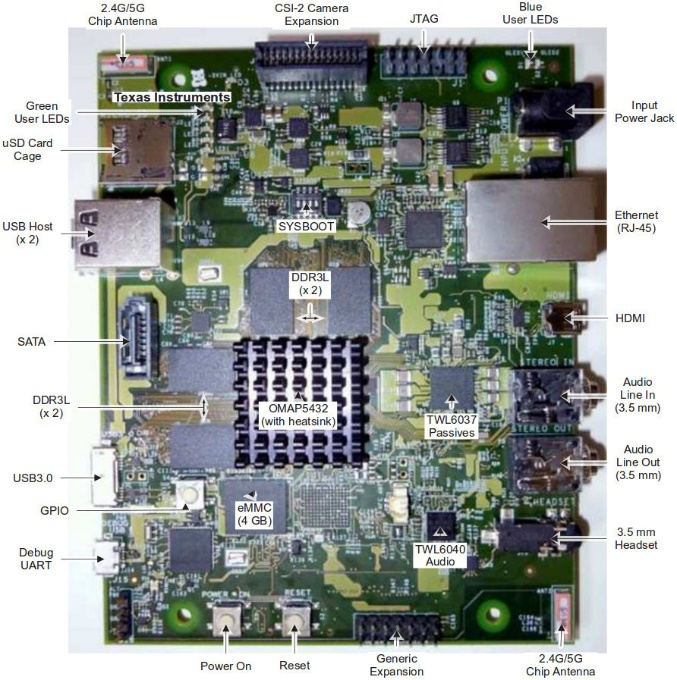 2.4G/5G
Chip Antenna
CSI-2 Camera
Expansion
JTAG
Blue
User LEDs
Green
User LEDs
Texas Instruments
Input
Power Jack
uSD Card
Cage
USB Host
(x 2)
SYSBOOT
Ethernet
(RJ-45)
DDR3L
(x 2)
HDMI
SATA
STEREO IN
Audio
Line In
(3.5 mm)
DDR3L
(x 2)
OMAP5432
(with heatsink)
TWL6037
Passives
STEREO OUT
Audio
Line Out
(3.5 mm)
USB3.0
eMMC
(4 GB)
GPIO
HEADSET
3.5 mm
Headset
Debug
UART
TWL6040
Audio
POWER ON
RESET
Power On
Reset
Generic
Expansion
2.4G/5G
Chip Antenna